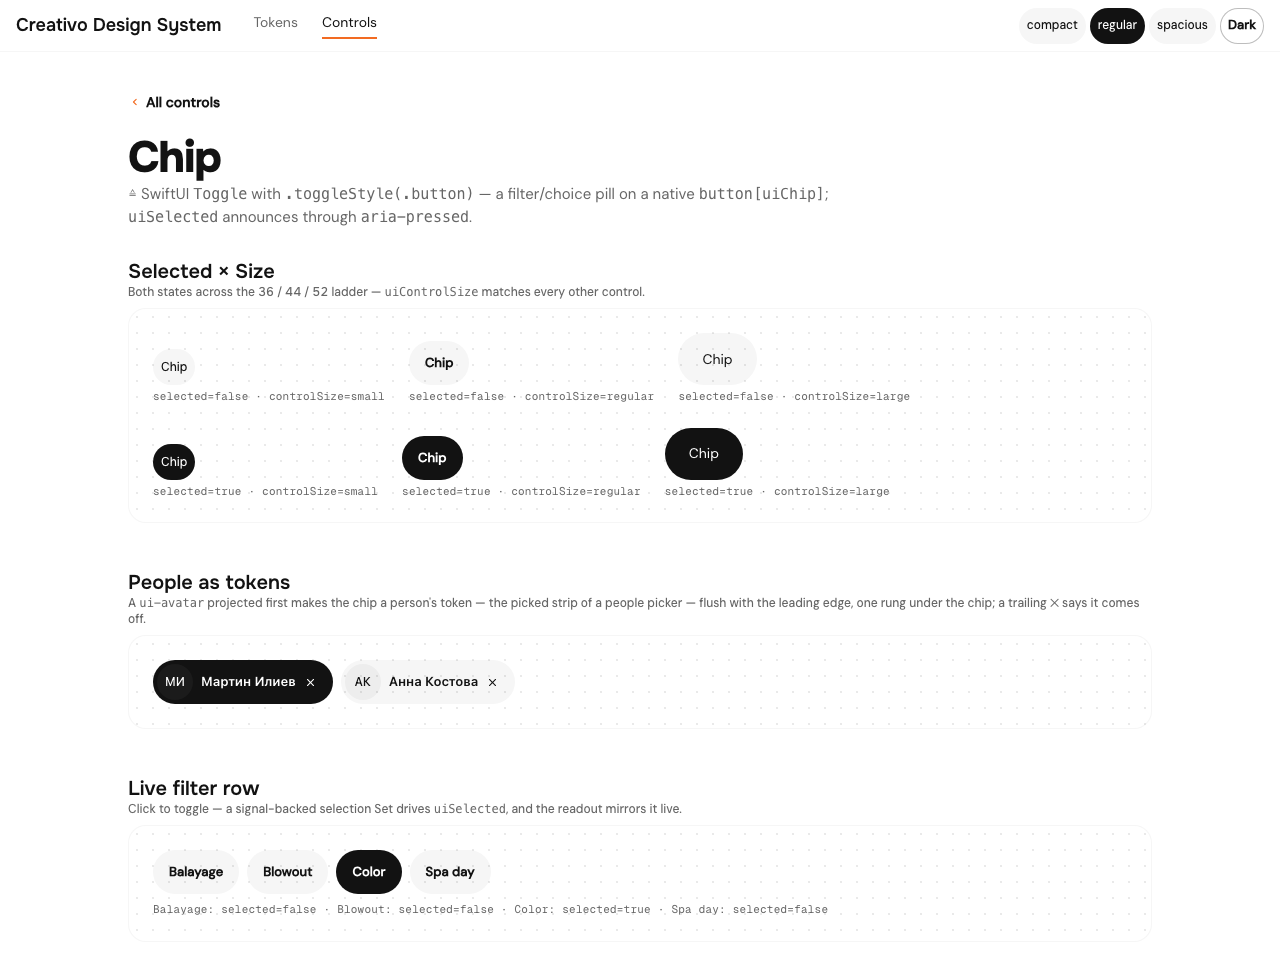 Creativo Design System
Tokens
Controls
compact
regular
spacious
Dark
All controls
Chip
≙ SwiftUI Toggle with .toggleStyle(.button) — a filter/choice pill on a native button[uiChip];
uiSelected announces through aria-pressed.
Selected × Size
Both states across the 36 / 44 / 52 ladder — uiControlSize matches every other control.
Chip
Chip
Chip
selected=false · controlSize=small
selected=false · controlSize=regular
selected=false · controlSize=large
Chip
Chip
Chip
selected=true · controlSize=small
selected=true · controlSize=regular
selected=true · controlSize=large
People as tokens
A ui-avatar projected first makes the chip a person's token — the picked strip of a people picker — flush with the leading edge, one rung under the chip; a trailing ✕ says it comes
off.
МИ Мартин Илиев ×
АК Анна Костова ×
Live filter row
Click to toggle — a signal-backed selection Set drives uiSelected, and the readout mirrors it live.
Balayage
Blowout
Color
Spa day
Balayage: selected=false · Blowout: selected=false · Color: selected=true · Spa day: selected=false